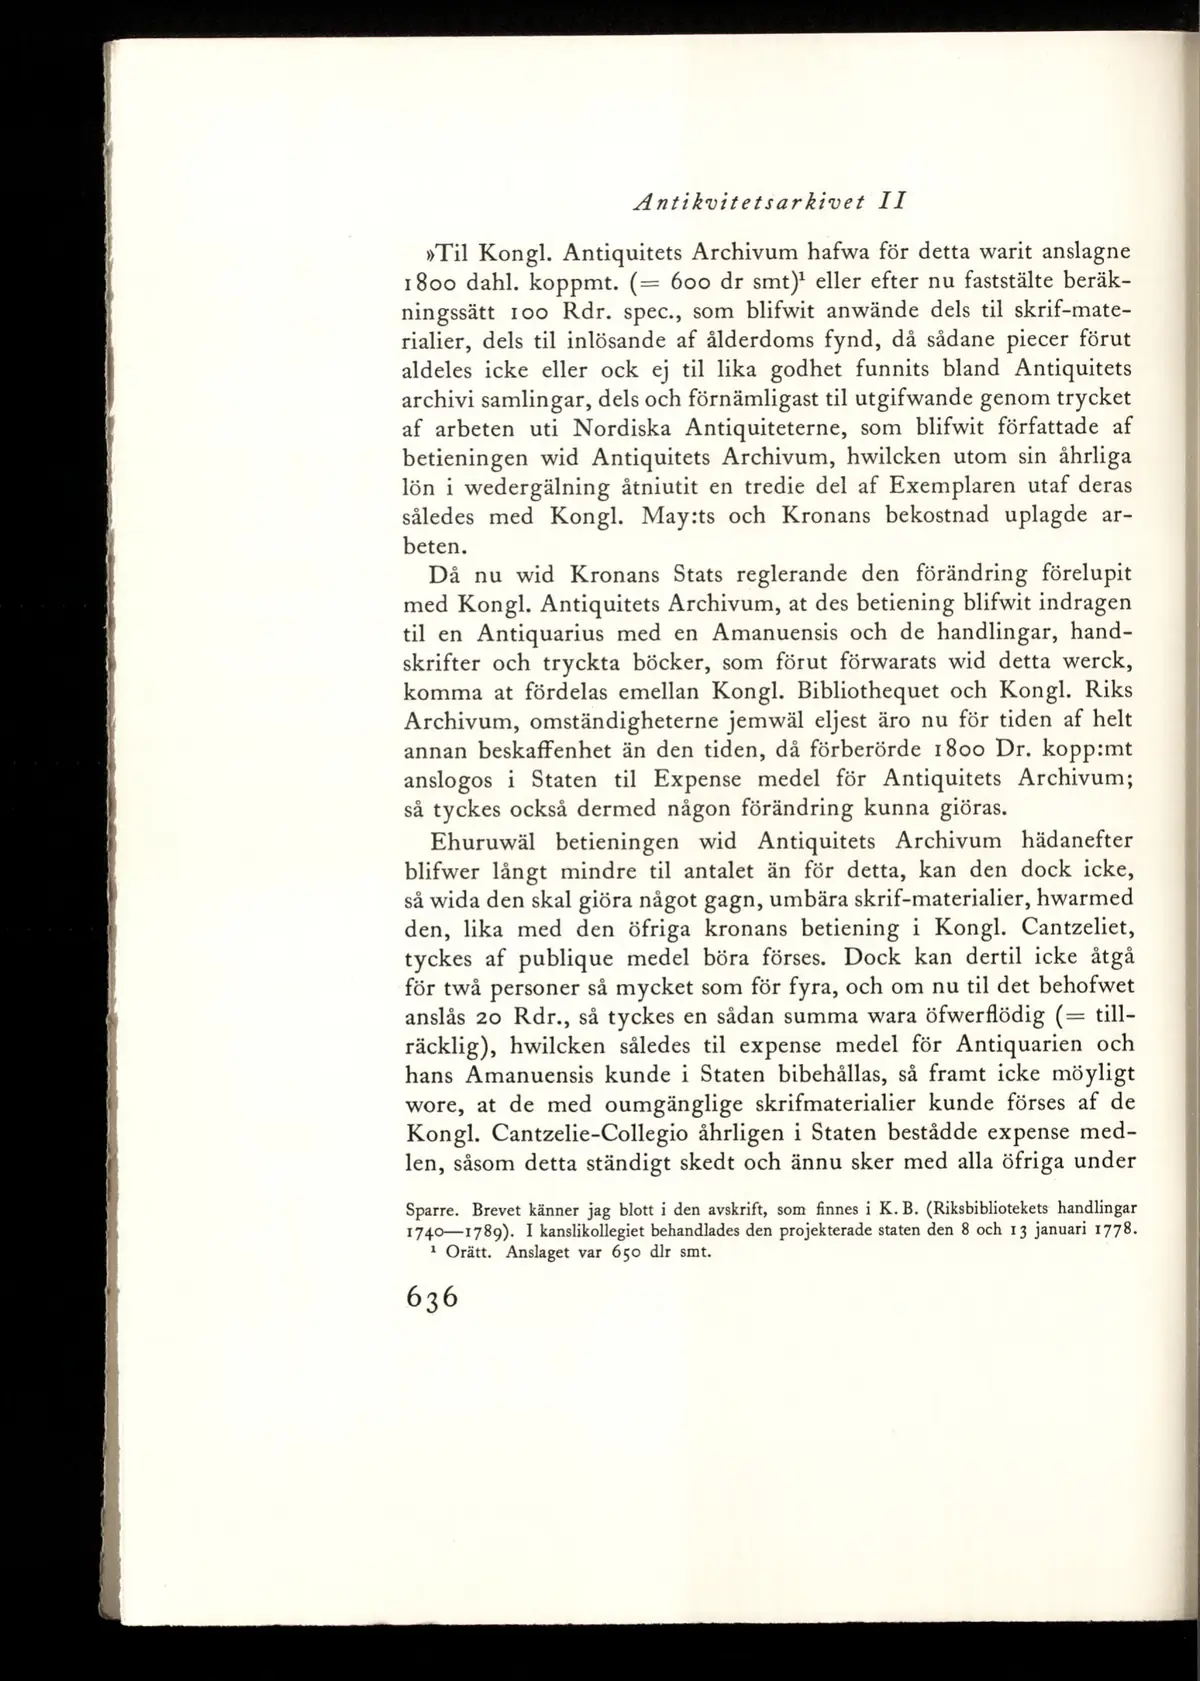 Antikvitetsarkivet II
»Til Kongl. Antiquitets Archivum hafwa för detta warit anslagne
1800 dahl. koppmt. (= 600 dr smt)¹ eller efter nu faststälte beräk-
ningssätt 100 Rdr. spec., som blifwit anwände dels til skrif-mate-
rialier, dels til inlösande af ålderdoms fynd, då sådane piecer förut
aldeles icke eller ock ej til lika godhet funnits bland Antiquitets
archivi samlingar, dels och förnämligast til utgifwande genom trycket
af arbeten uti Nordiska Antiquiteterne, som blifwit författade af
betieningen wid Antiquitets Archivum, hwilcken utom sin åhrliga
lön i wedergälning åtniutit en tredie del af Exemplaren utaf deras
således med Kongl. May:ts och Kronans bekostnad uplagde ar-
beten.
Då nu wid Kronans Stats reglerande den förändring förelupit
med Kongl. Antiquitets Archivum, at des betiening blifwit indragen
til en Antiquarius med en Amanuensis och de handlingar, hand-
skrifter och tryckta böcker, som förut förwarats wid detta werck,
komma at fördelas emellan Kongl. Bibliothequet och Kongl. Riks
Archivum, omständigheterne jemwäl eljest äro nu för tiden af helt
annan beskaffenhet än den tiden, då förberörde 1800 Dr. kopp:mt
anslogos i Staten til Expense medel för Antiquitets Archivum;
så tyckes också dermed någon förändring kunna giöras.
Ehuruwäl betieningen wid Antiquitets Archivum hädanefter
blifwer långt mindre til antalet än för detta, kan den dock icke,
så wida den skal giöra något gagn, umbära skrif-materialier, hwarmed
den, lika med den öfriga kronans betiening i Kongl. Cantzeliet,
tyckes af publique medel böra förses. Dock kan dertil icke åtgå
för twå personer så mycket som för fyra, och om nu til det behofwet
anslås 20 Rdr., så tyckes en sådan summa wara öfwerflödig (= till-
räcklig), hwilcken således til expense medel för Antiquarien och
hans Amanuensis kunde i Staten bibehållas, så framt icke möyligt
wore, at de med oumgänglige skrifmaterialier kunde förses af de
Kongl. Cantzelie-Collegio åhrligen i Staten bestådde expense med-
len, såsom detta ständigt skedt och ännu sker med alla öfriga under
Sparre. Brevet känner jag blott i den avskrift, som finnes i K. B. (Riksbibliotekets handlingar
1740—1789). I kanslikollegiet behandlades den projekterade staten den 8 och 13 januari 1778.
¹ Orätt. Anslaget var 650 dlr smt.
636